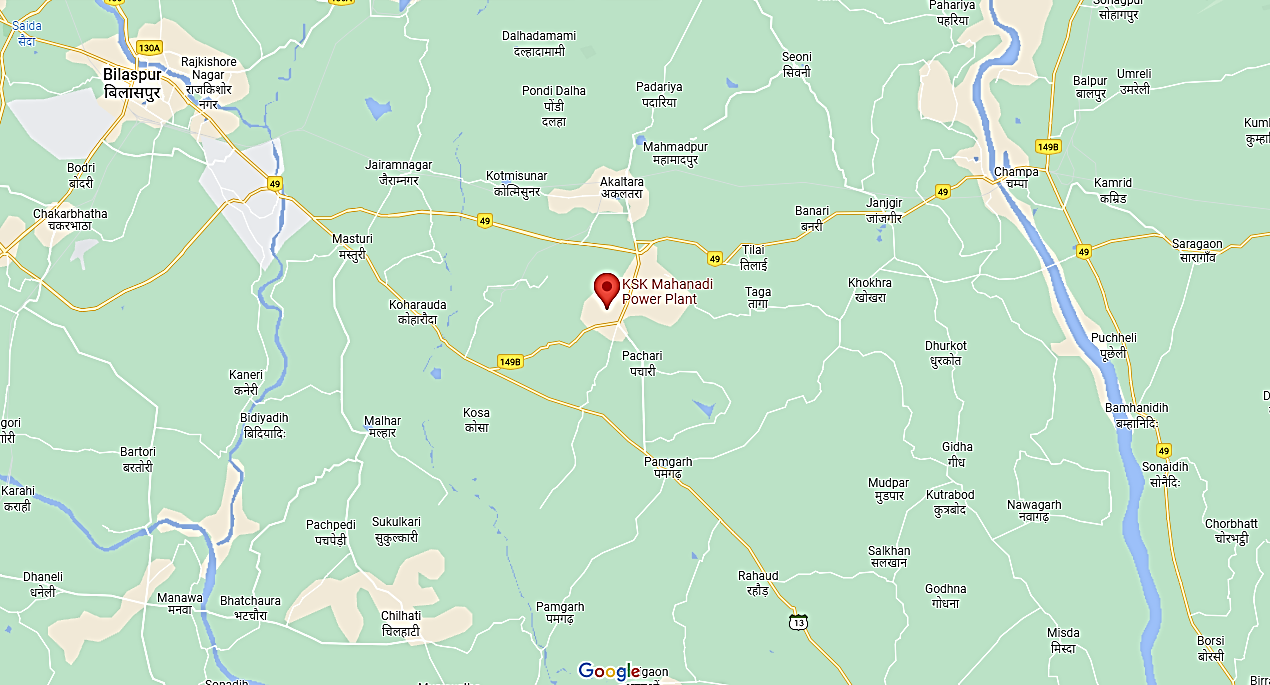 Pahariya
पहरिया
सोहागपुर
Saida
सैदा
130A
Dalhadamami
दल्हादामामी
Rajkishore
Nagar
राजकिशोर
नगर
Bilaspur
बिलासपुर
Seoni
सिवनी
Padariya
पदारिया
Pondi Dalha
पोंडी
दलहा
Balpur
बालपुर
Umreli
उमरेली
149B
Mahmadpur
महामादपुर
Bodri
बोदरी
Jairamnagar
जैराम्नगर
Kotmisunar
कोत्मिसुनर
Akaltara
अकलतरा
Champa
चम्पा
Kamrid
कम्रिड
49
49
Chakarbhatha
चकरभाठा
49
Janjgir
जांजगीर
Banari
बनरी
Masturi
मस्तुरी
Tilai
तिलाई
49
49
Saragaon
सारागाँव
KSK Mahanadi
Power Plant
Taga
तागा
Khokhra
खोखरा
Koharauda
कोहारौदा
Puchheli
पूछेली
Dhurkot
धुरकोत
149B
Pachari
पचारी
Kaneri
कनेरी
Bidiyadih
बिदियादिः
Malhar
मल्हार
Kosa
कोसा
Bamhanidih
बम्हानिदिः
Bartori
बरतोरी
Gidha
गीध
49
Pamgarh
पमगढ़
Sonaidih
सोनैदिः
Karahi
कराही
Mudpar
मुडपार
Kutrabod
कुत्रबोद
Nawagarh
नवागढ़
Pachpedi
पचपेड़ी
Sukulkari
सुकुल्कारी
Chorbhatt
चोरभट्ठी
Salkhan
सलखान
Dhaneli
धनेली
Rahaud
रहौड़
Godhna
गोधना
Manawa
मनवा
Bhatchaura
भटचौरा
Chilhati
चिलहाटी
Pamgarh
पमगढ़
13
Misda
मिस्दा
Borsi
बोरसी
Google